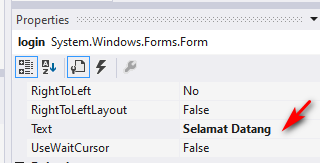 Properties
login System.Windows.Forms.Form
RightToLeft No
RightToLeftLayout False
Text Selamat Datang
UseWaitCursor False